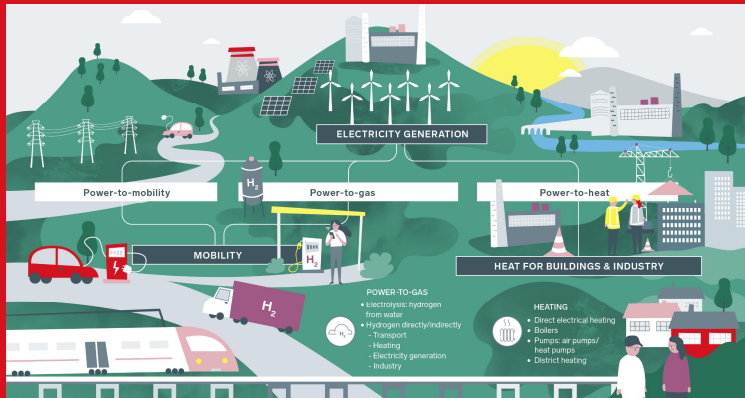 ELECTRICITY GENERATION
Power-to-mobility
H2
Power-to-gas
Power-to-heat
MOBILITY
H2
HEAT FOR BUILDINGS & INDUSTRY
H2
POWER-TO-GAS
• Electrolysis: hydrogen
from water
• Hydrogen directly/indirectly
- Transport
- Heating
- Electricity generation
- Industry
H2
HEATING
• Direct electrical heating
• Boilers
• Pumps: air pumps/
heat pumps
• District heating